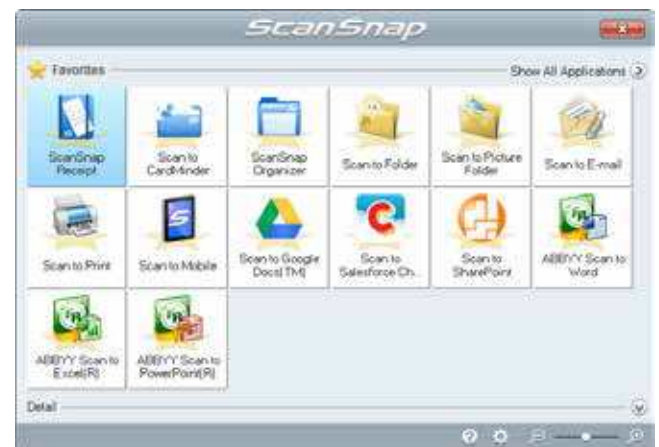 ScanSnap
Favorites
Show All Applications
ScanSnap
Receipt
Scan to
CardMinder
ScanSnap
Organizer
Scan to Folder
Scan to Picture
Folder
Scan to E-mail
Scan to Print
Scan to Mobile
Scan to Google
Docs(TM)
Scan to
Salesforce Ch...
Scan to
SharePoint
ABBYY Scan to
Word
ABBYY Scan to
Excel(R)
ABBYY Scan to
PowerPoint(R)
Detail